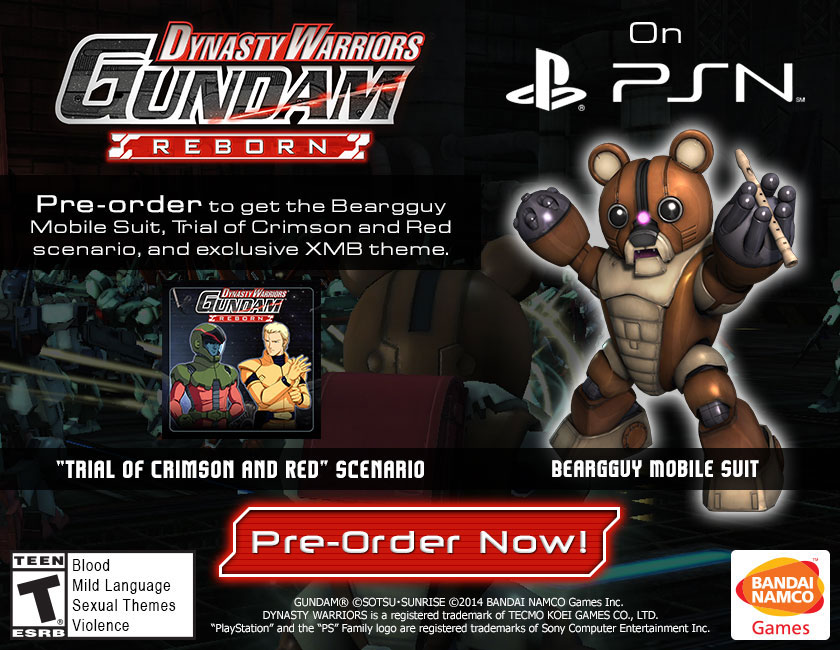 DYNASTY WARRIORS
GUNDAM
REBORN
On
PSN
SM
Pre-order to get the Beargguy
Mobile Suit, Trial of Crimson and Red
scenario, and exclusive XMB theme.
DYNASTY WARRIORS
GUNDAM
REBORN
"TRIAL OF CRIMSON AND RED" SCENARIO
BEARGGUY MOBILE SUIT
Pre-Order Now!
TEEN
T
ESRB
Blood
Mild Language
Sexual Themes
Violence
GUNDAM® ©SOTSU・SUNRISE ©2014 BANDAI NAMCO Games Inc.
DYNASTY WARRIORS is a registered trademark of TECMO KOEI GAMES CO., LTD.
“PlayStation” and the “PS” Family logo are registered trademarks of Sony Computer Entertainment Inc.
BANDAI
NAMCO
Games